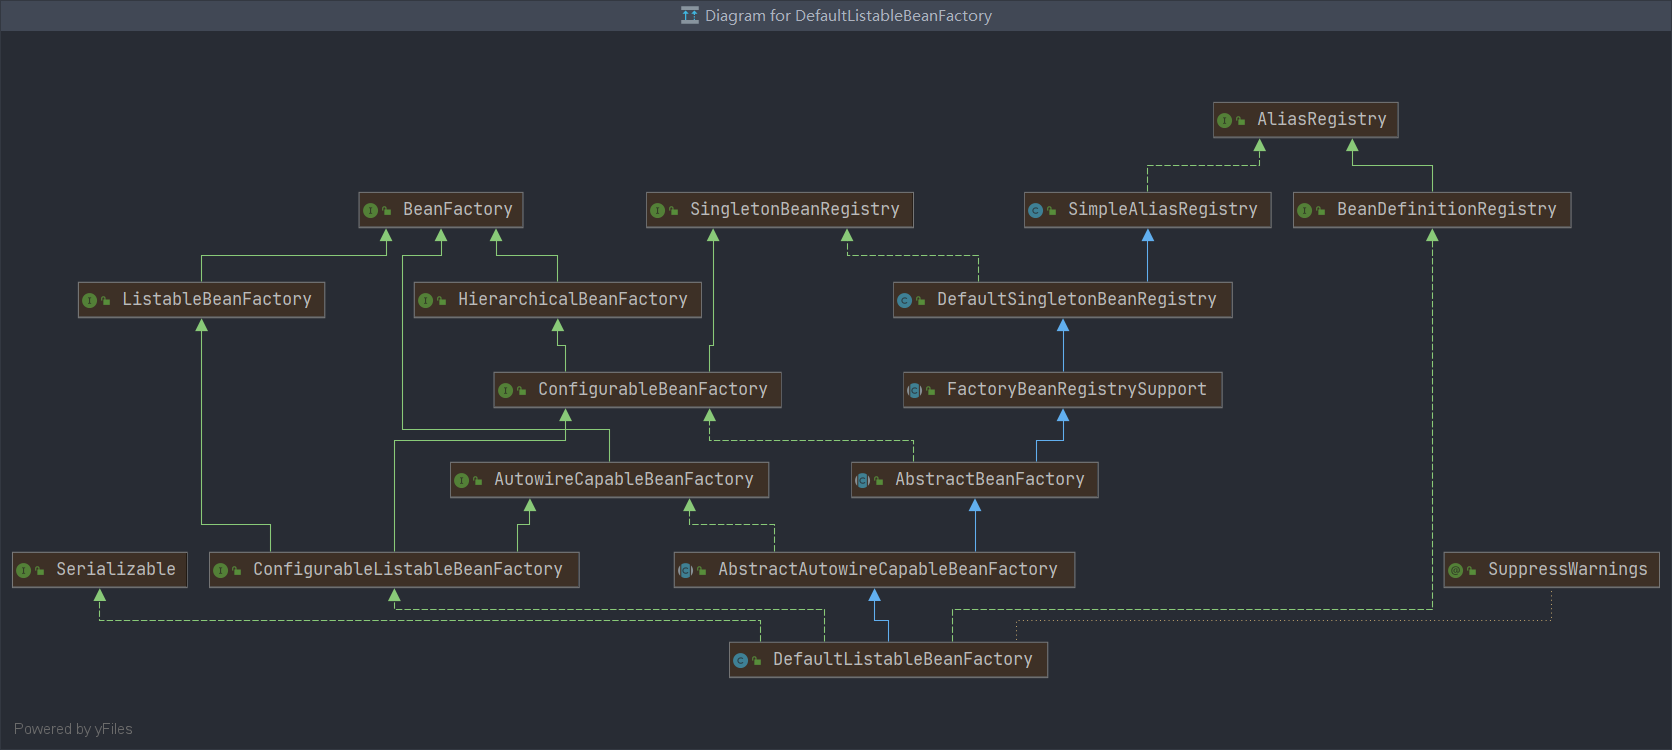 Diagram for DefaultListableBeanFactory
AliasRegistry
BeanFactory
SingletonBeanRegistry
SimpleAliasRegistry
BeanDefinitionRegistry
ListableBeanFactory
HierarchicalBeanFactory
DefaultSingletonBeanRegistry
ConfigurableBeanFactory
FactoryBeanRegistrySupport
AutowireCapableBeanFactory
AbstractBeanFactory
Serializable
ConfigurableListableBeanFactory
AbstractAutowireCapableBeanFactory
SuppressWarnings
DefaultListableBeanFactory
Powered by yFiles